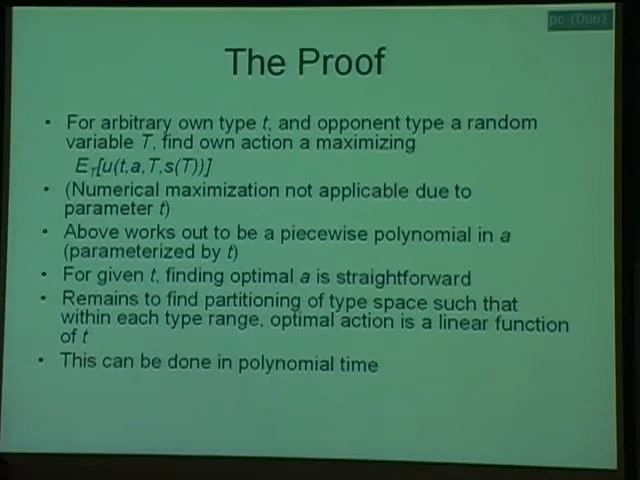 pc (Duo)
The Proof
• For arbitrary own type t, and opponent type a random
variable T, find own action a maximizing
E_T[u(t,a,T,s(T))]
• (Numerical maximization not applicable due to
parameter t)
• Above works out to be a piecewise polynomial in a
(parameterized by t)
• For given t, finding optimal a is straightforward
• Remains to find partitioning of type space such that
within each type range, optimal action is a linear function
of t
• This can be done in polynomial time